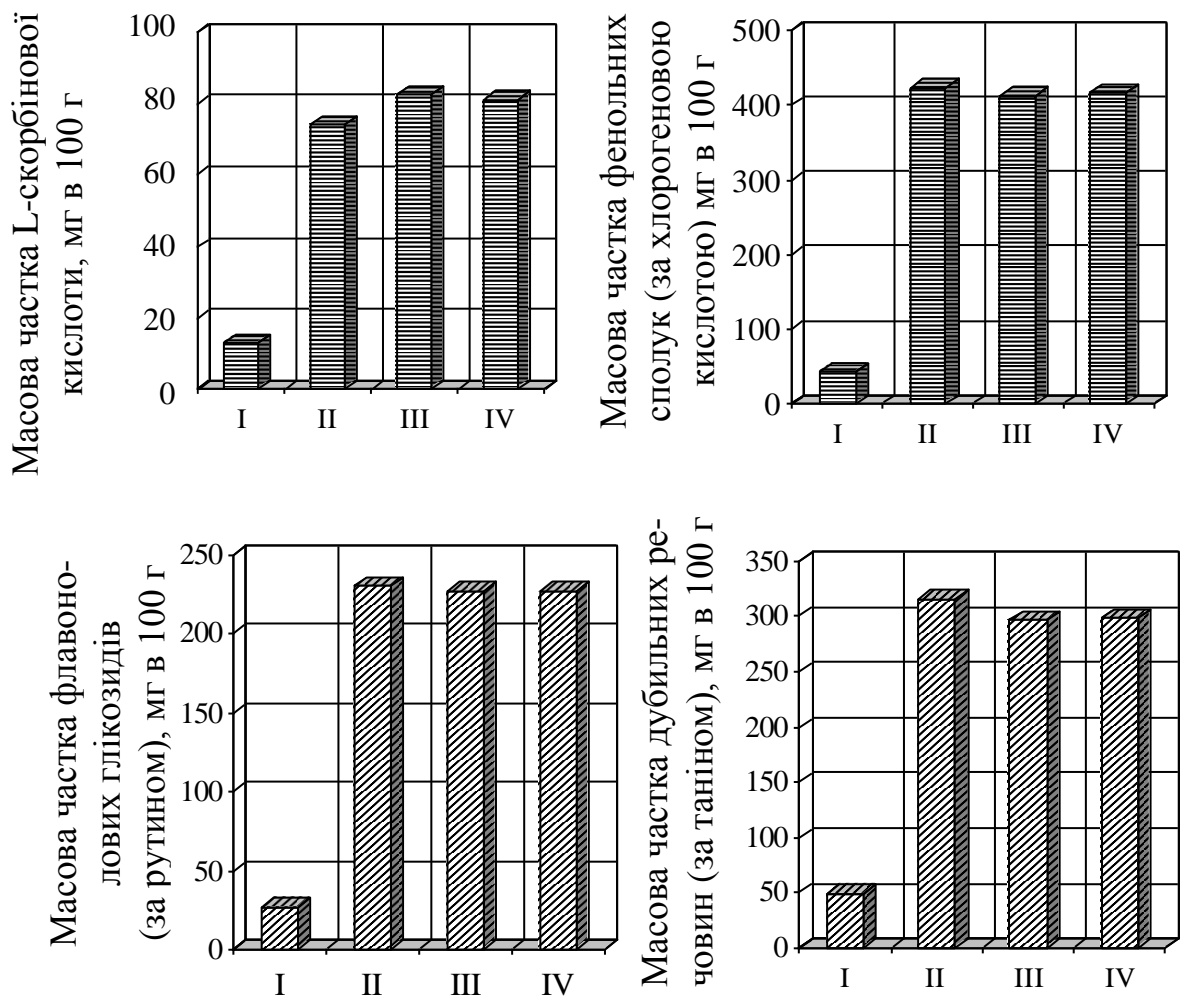 Масова частка L-скорбінової
кислоти, мг в 100 г
100
80
60
40
20
0
I II III IV
Масова частка фенольних
сполук (за хлорогеновою
кислотою) мг в 100 г
500
400
300
200
100
0
I II III IV
Масова частка флавоно-
лових глікозидів
(за рутином), мг в 100 г
250
200
150
100
50
0
I II III IV
Масова частка дубильних ре-
човин (за таніном), мг в 100 г
350
300
250
200
150
100
50
0
I II III IV